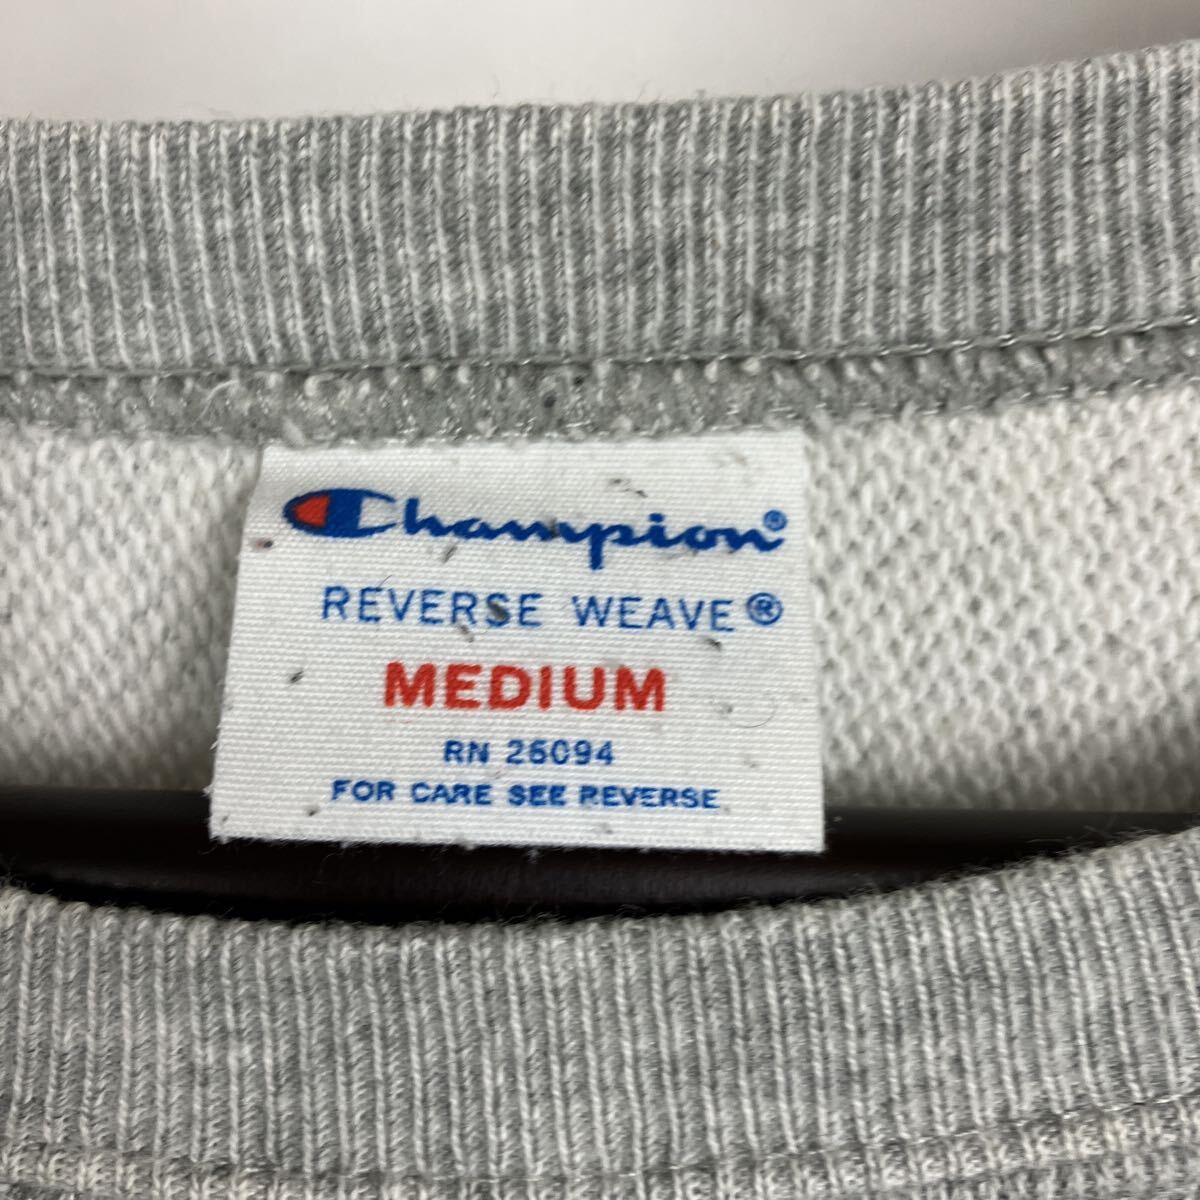 Champion®
REVERSE WEAVE®
MEDIUM
RN 26094
FOR CARE SEE REVERSE